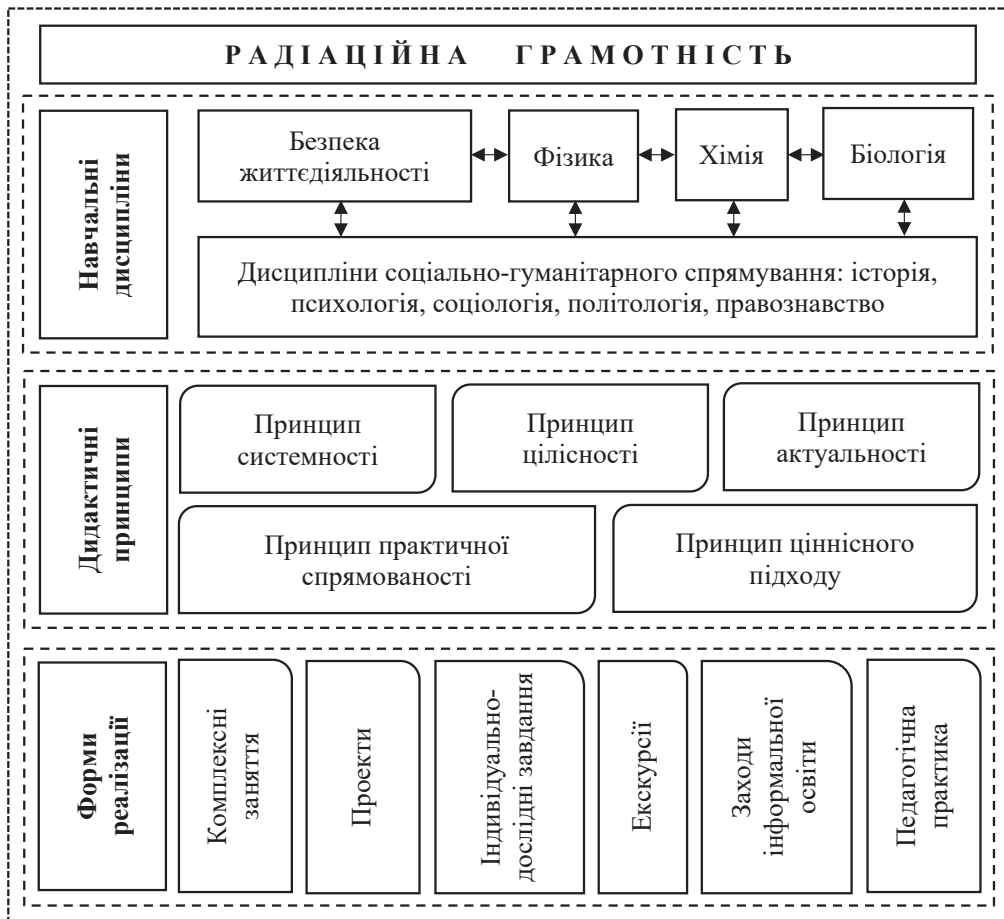 РАДІАЦІЙНА ГРАМОТНІСТЬ
Навчальні
дисципліни
Безпека
життєдіяльності
Фізика
Хімія
Біологія
Дисципліни соціально-гуманітарного спрямування: історія,
психологія, соціологія, політологія, правознавство
Дидактичні
принципи
Принцип
системності
Принцип
цілісності
Принцип
актуальності
Принцип практичної
спрямованості
Принцип ціннісного
підходу
Форми
реалізації
Комплексні
заняття
Проекти
Індивідуально-
дослідні завдання
Екскурсії
Заходи
інформальної
освіти
Педагогічна
практика